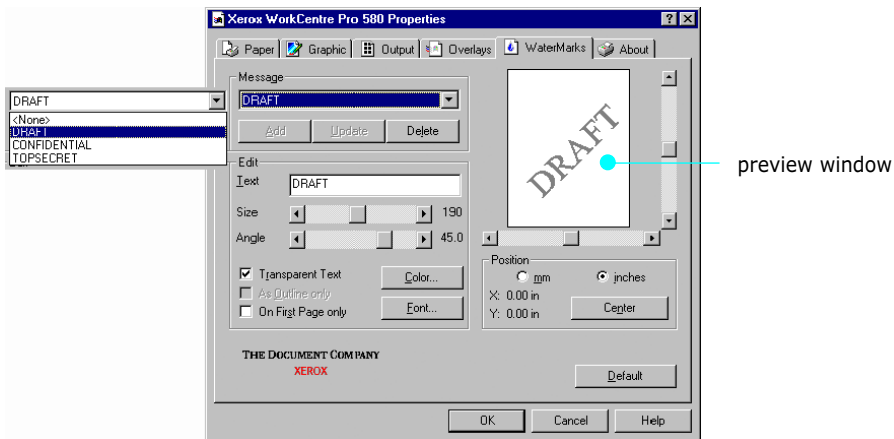 Xerox WorkCentre Pro 580 Properties
Paper Graphic Output Overlays WaterMarks About
Message
DRAFT
Add Update Delete
DRAFT
<None>
DRAFT
CONFIDENTIAL
TOPSECRET
Edit
Text DRAFT
Size 190
Angle 45.0
Transparent Text Color...
As Outline only
On First Page only Font...
DRAFT
preview window
Position
mm inches
X: 0.00 in
Y: 0.00 in
Center
THE DOCUMENT COMPANY
XEROX
Default
OK Cancel Help